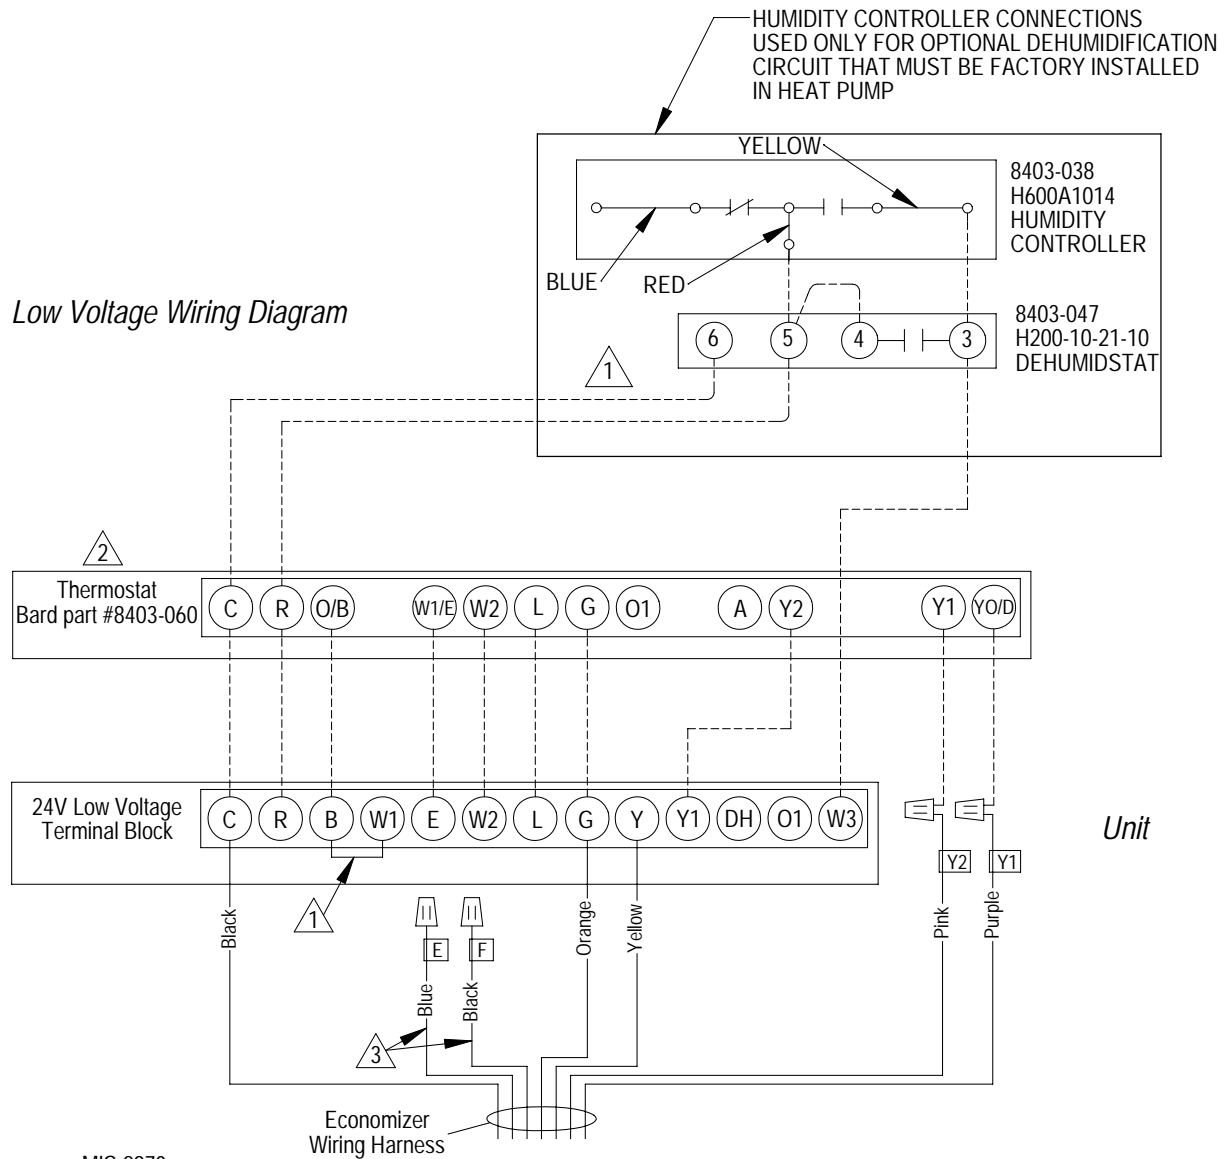 HUMIDITY CONTROLLER CONNECTIONS
USED ONLY FOR OPTIONAL DEHUMIDIFICATION
CIRCUIT THAT MUST BE FACTORY INSTALLED
IN HEAT PUMP
YELLOW
8403-038
H600A1014
HUMIDITY
CONTROLLER
BLUE
RED
Low Voltage Wiring Diagram
6 5 4 3
8403-047
H200-10-21-10
DEHUMIDSTAT
1
2
Thermostat
Bard part #8403-060
C R O/B W1/E W2 L G O1 A Y2 Y1 YO/D
24V Low Voltage
Terminal Block
C R B W1 E W2 L G Y Y1 DH O1 W3
Unit
Y2 Y1
1
Black
E F
Blue
Black
Orange
Yellow
Pink
Purple
3
Economizer
Wiring Harness